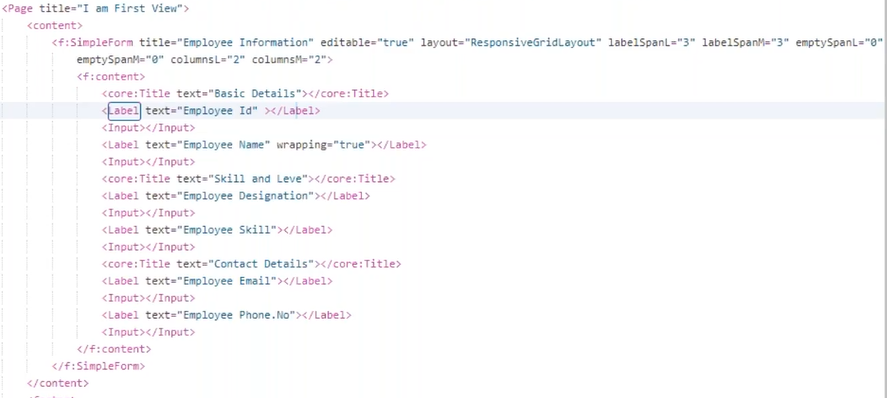 <Page title="I am First View">
<content>
<f:SimpleForm title="Employee Information" editable="true" layout="ResponsiveGridLayout" labelSpanL="3" labelSpanM="3" emptySpanL="0"
emptySpanM="0" columnsL="2" columnsM="2">
<f:content>
<core:Title text="Basic Details"></core:Title>
<Label text="Employee Id" ></Label>
<Input></Input>
<Label text="Employee Name" wrapping="true"></Label>
<Input></Input>
<core:Title text="Skill and Leve"></core:Title>
<Label text="Employee Designation"></Label>
<Input></Input>
<Label text="Employee Skill"></Label>
<Input></Input>
<core:Title text="Contact Details"></core:Title>
<Label text="Employee Email"></Label>
<Input></Input>
<Label text="Employee Phone.No"></Label>
<Input></Input>
</f:content>
</f:SimpleForm>
</content>